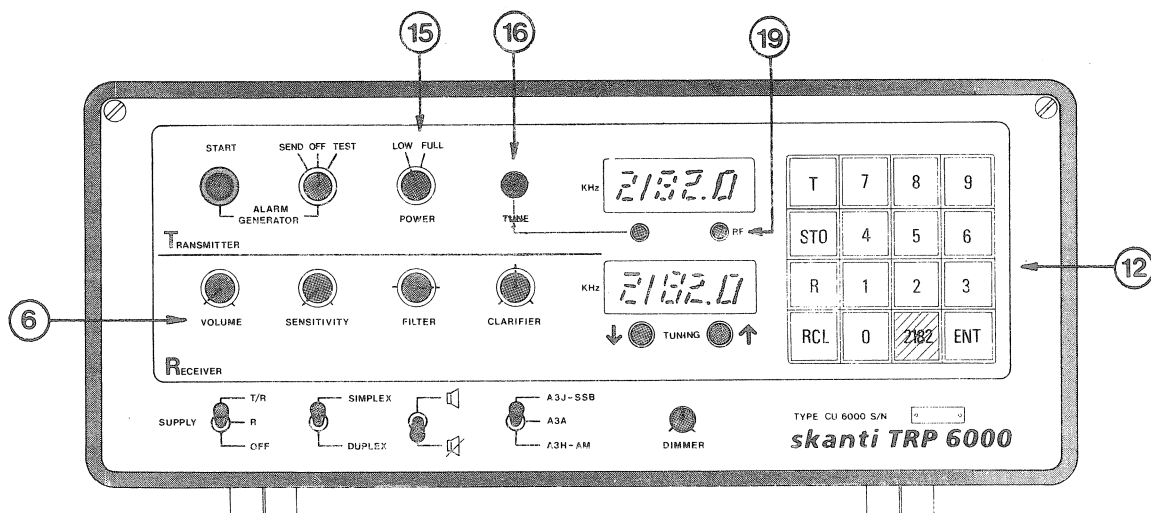 15 16 19
START SEND OFF TEST LOW FULL
ALARM GENERATOR
POWER TUNE
KHz 2182.0
RF
TRANSMITTER
T 7 8 9
STO 4 5 6
R 1 2 3
RCL 0 2182 ENT
12
6
VOLUME SENSITIVITY FILTER CLARIFIER
KHz 2182.0
TUNING
RECEIVER
SUPPLY T/R R OFF
SIMPLEX DUPLEX
A3J-SSB
A3A
A3H-AM
DIMMER
TYPE CU 6000 S/N
skanti TRP 6000